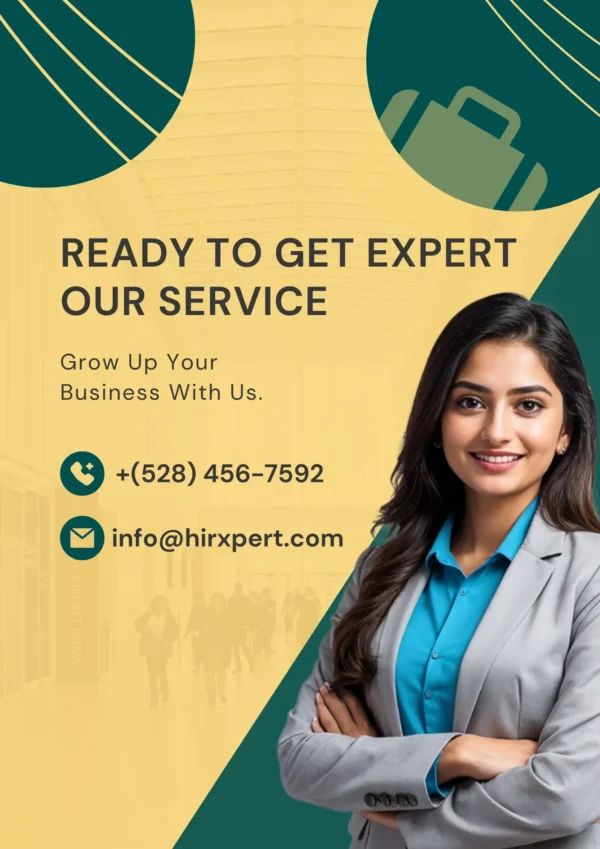 READY TO GET EXPERT
OUR SERVICE
Grow Up Your
Business With Us.
+(528) 456-7592
info@hirxpert.com